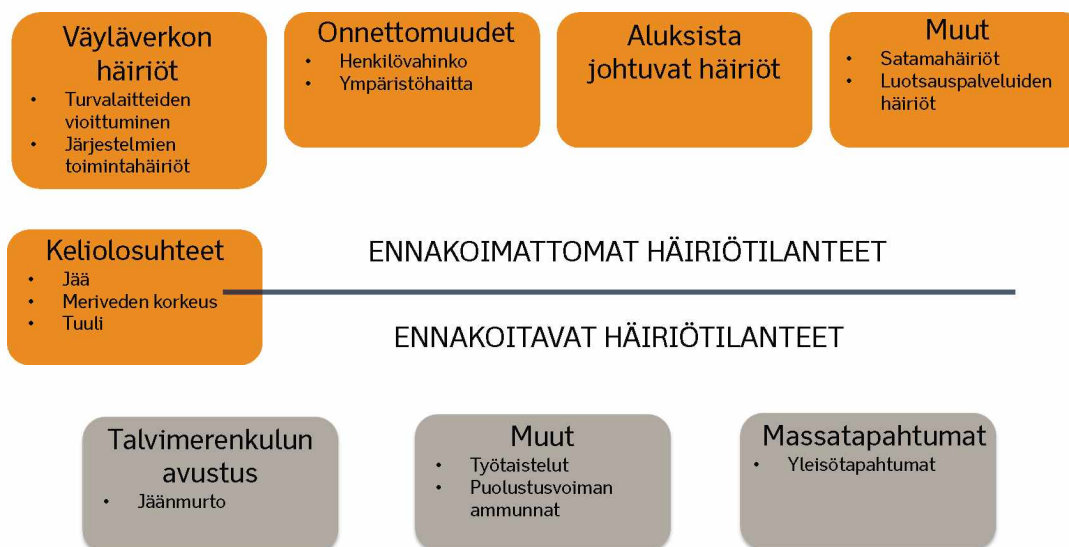 Väyläverkon
häiriöt
• Turvalaitteiden
vioittuminen
• Järjestelmien
toimintahäiriöt
Onnettomuudet
• Henkilövahinko
• Ympäristöhaitta
Aluksista
johtuvat häiriöt
Muut
• Satamahäiriöt
• Luotsauspalveluiden
häiriöt
Keliolosuhteet
• Jää
• Meriveden korkeus
• Tuuli
ENNAKOIMATTOMAT HÄIRIÖTILANTEET
ENNAKOITAVAT HÄIRIÖTILANTEET
Talvimerenkulun
avustus
• Jäänmurto
Muut
• Työtaistelut
• Puolustusvoiman
ammunnat
Massatapahtumat
• Yleisötapahtumat